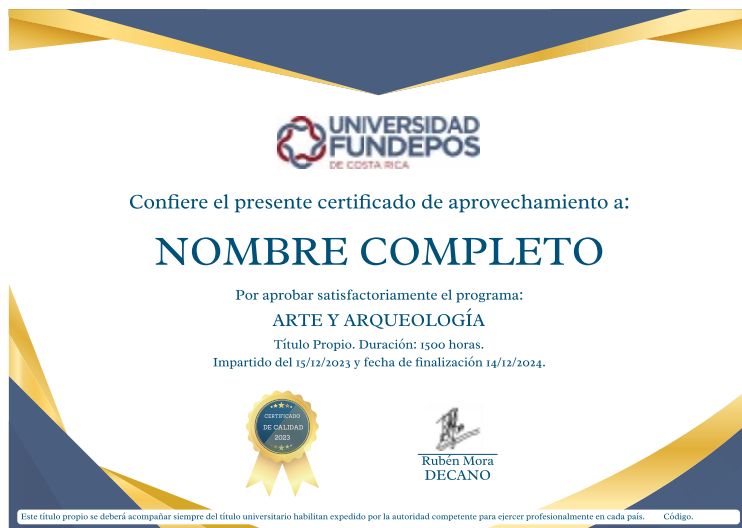 UNIVERSIDAD
FUNDEPOS
DE COSTA RICA
Confiere el presente certificado de aprovechamiento a:
NOMBRE COMPLETO
Por aprobar satisfactoriamente el programa:
ARTE Y ARQUEOLOGÍA
Título Propio. Duración: 1500 horas.
Impartido del 15/12/2023 y fecha de finalización 14/12/2024.
CERTIFICADO
DE CALIDAD
2023
Rubén Mora
DECANO
Este título propio se deberá acompañar siempre del título universitario habilitan expedido por la autoridad competente para ejercer profesionalmente en cada país. Código.